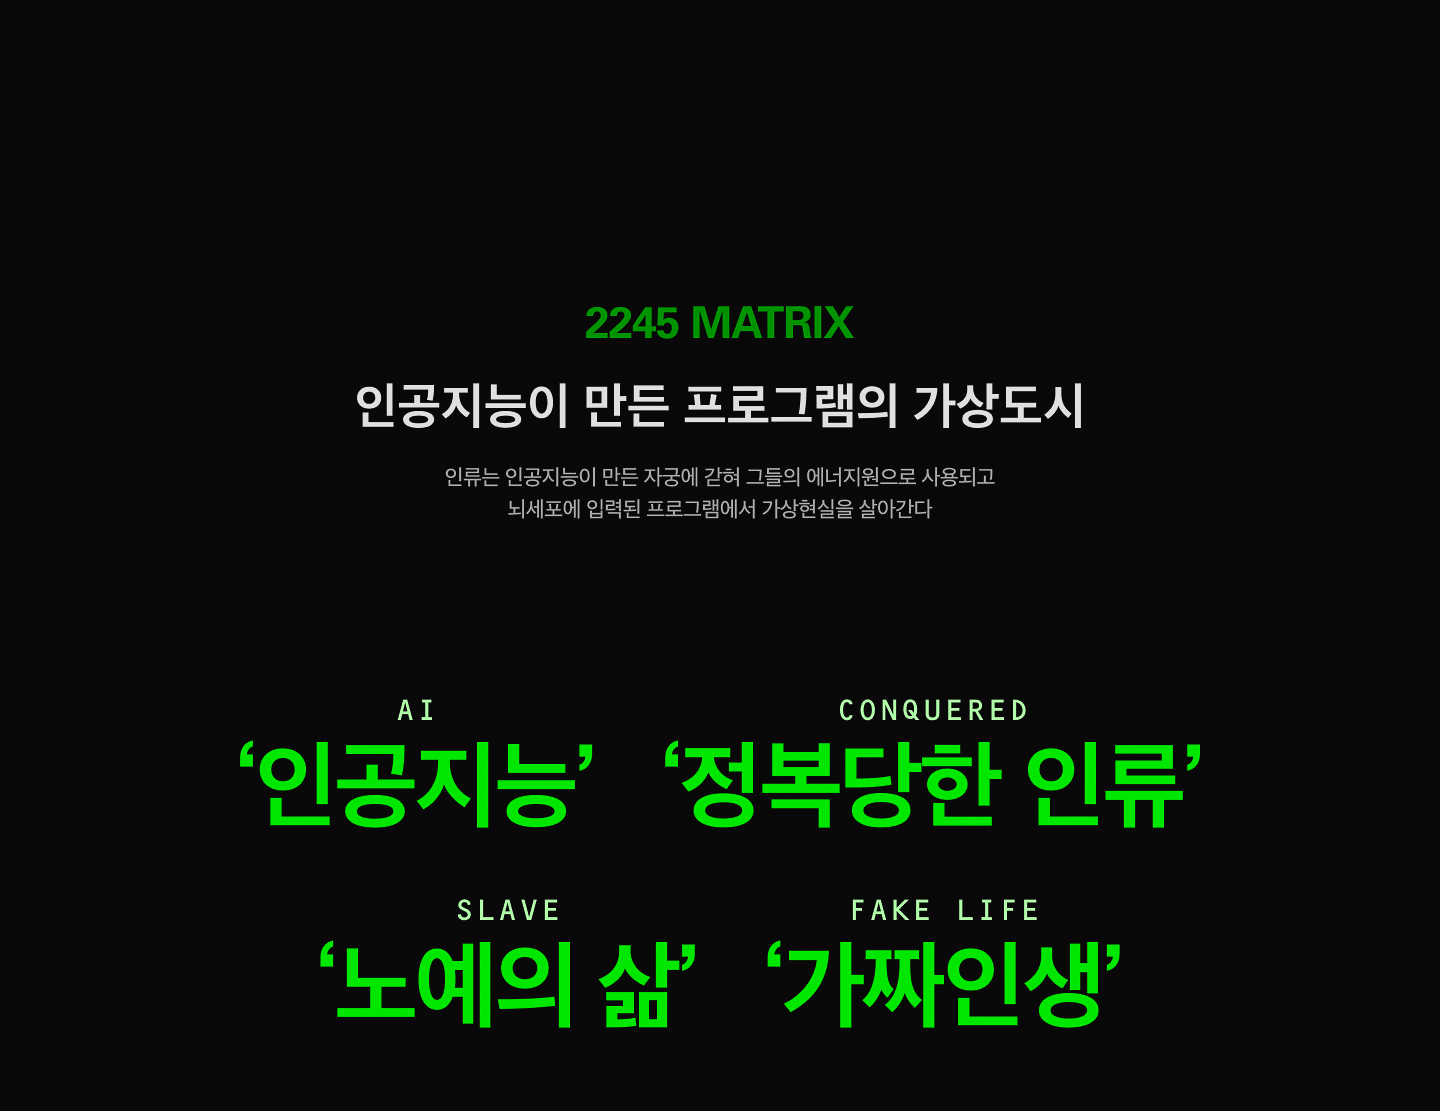 2245 MATRIX
인공지능이 만든 프로그램의 가상도시
인류는 인공지능이 만든 자궁에 갇혀 그들의 에너지원으로 사용되고
뇌세포에 입력된 프로그램에서 가상현실을 살아간다
AI CONQUERED
‘인공지능’ ‘정복당한 인류’
SLAVE FAKE LIFE
‘노예의 삶’ ‘가짜인생’